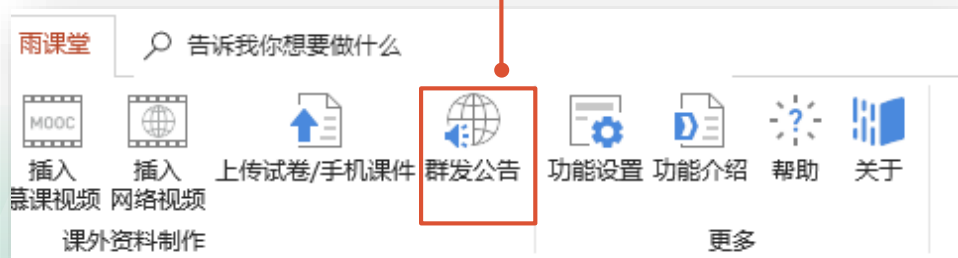 雨课堂 告诉我你想要做什么
MOOC
插入 插入 上传试卷/手机课件 群发公告 功能设置 功能介绍 帮助 关于
慕课视频 网络视频
课外资料制作 更多